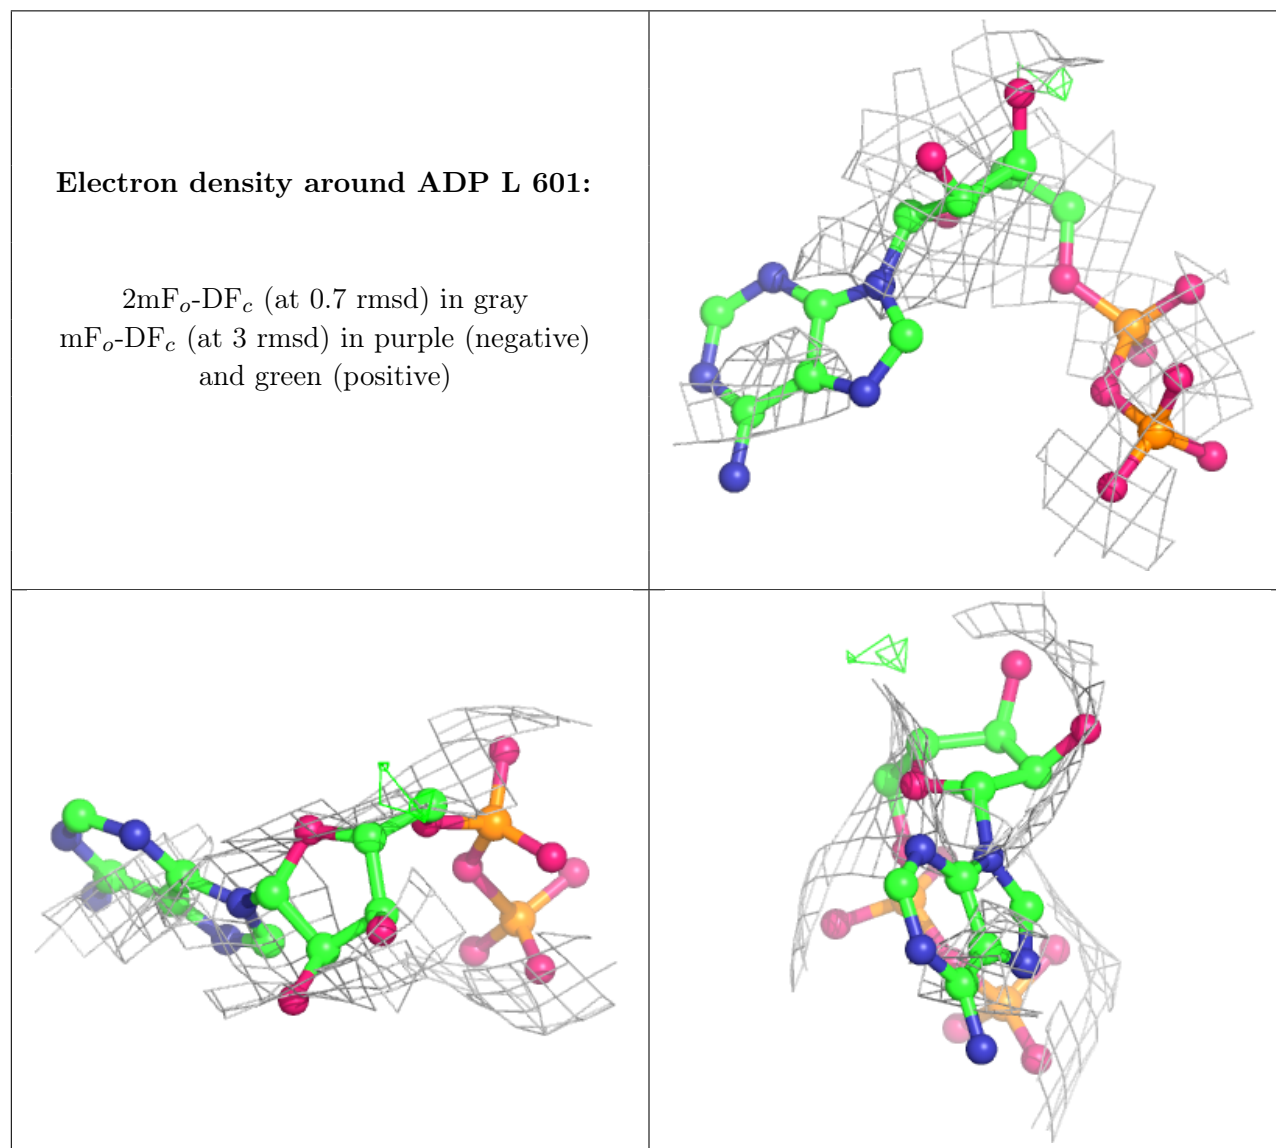 Electron density around ADP L 601:
2mFo-DFc (at 0.7 rmsd) in gray
mFo-DFc (at 3 rmsd) in purple (negative)
and green (positive)